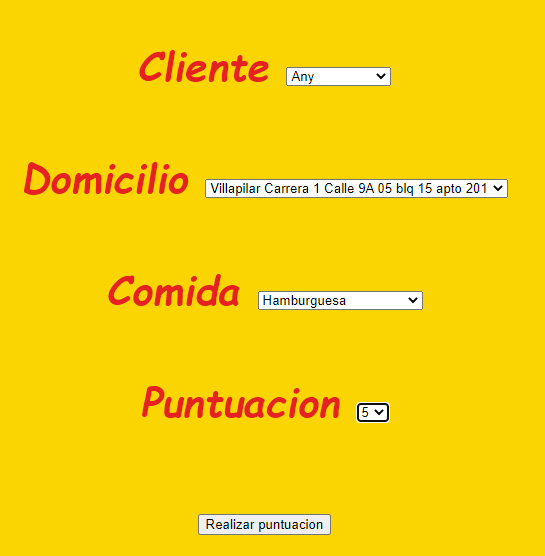 Cliente Any
Domicilio Villapilar Carrera 1 Calle 9A 05 blq 15 apto 201
Comida Hamburguesa
Puntuacion 5
Realizar puntuacion